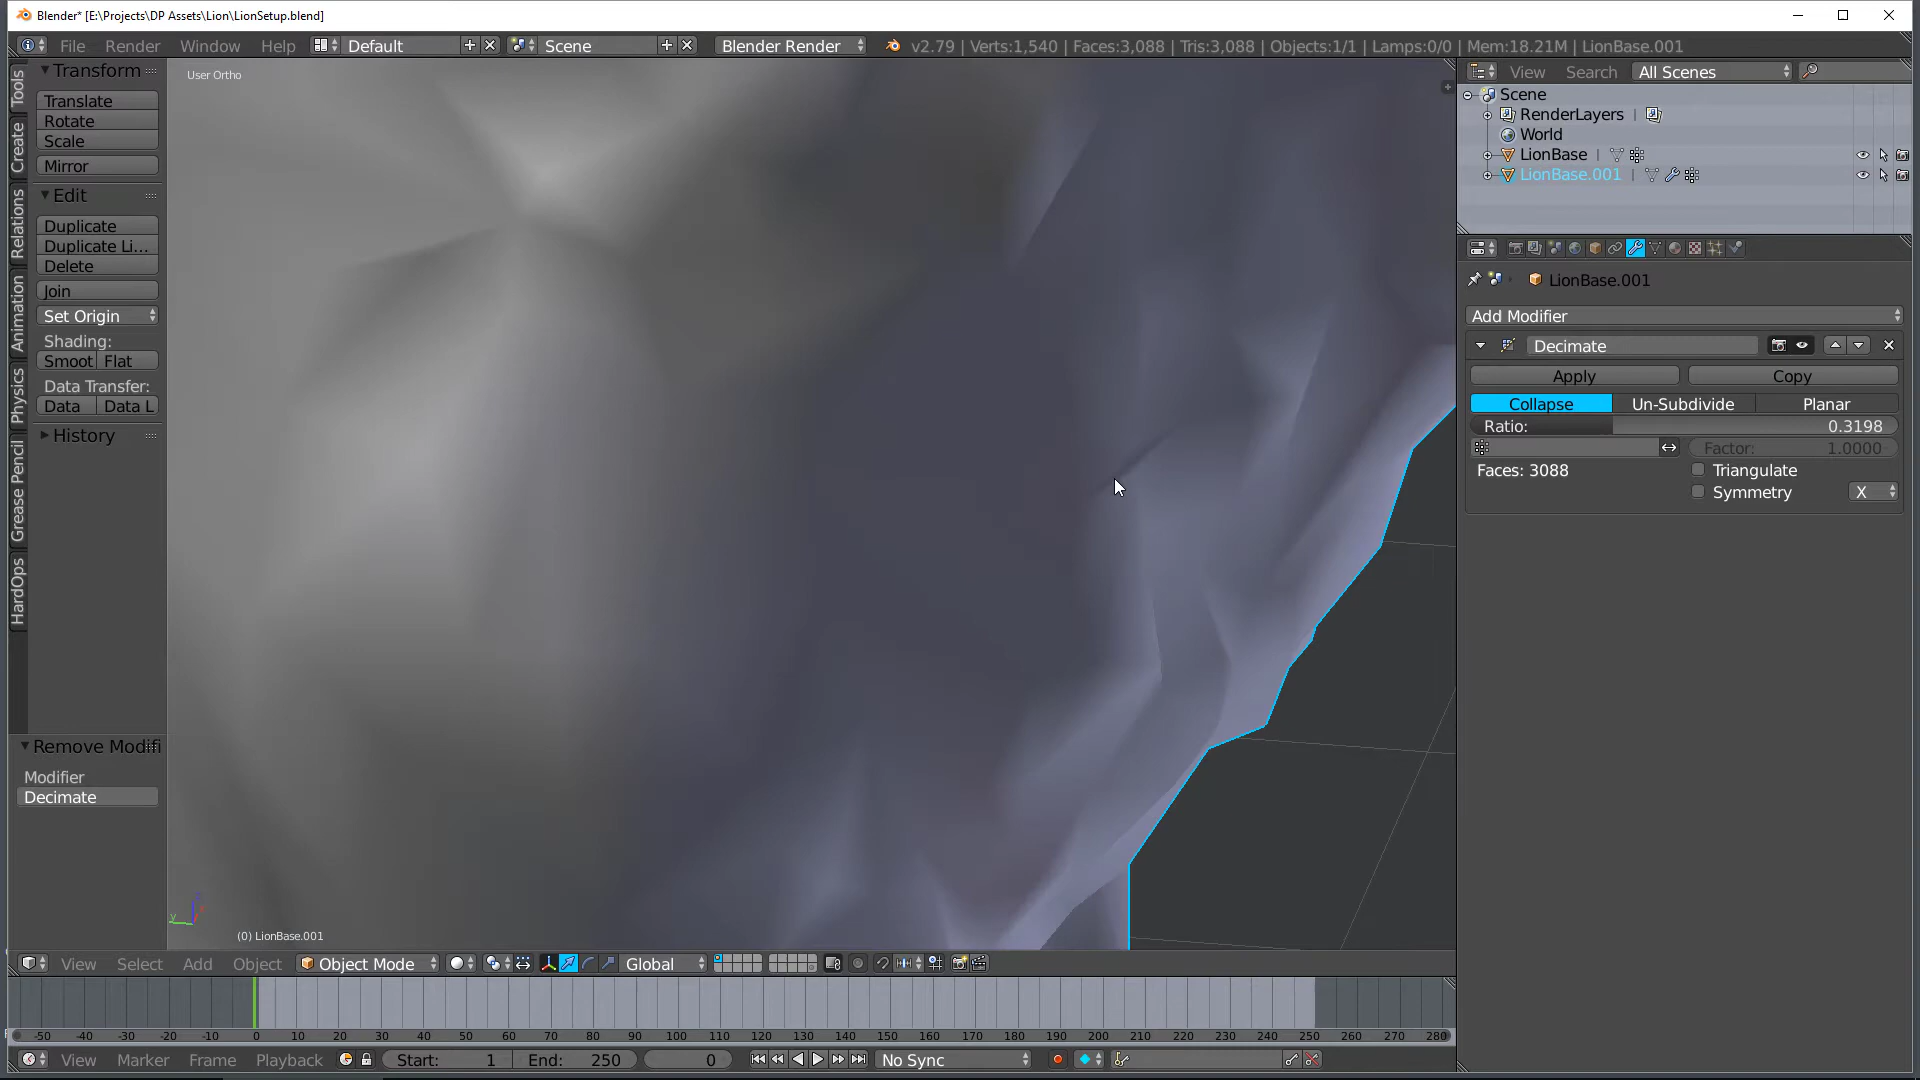 Blender* [E:\Projects\DP Assets\Lion\LionSetup.blend]
File Render Window Help Default Scene Blender Render v2.79 | Verts:1,540 | Faces:3,088 | Tris:3,088 | Objects:1/1 | Lamps:0/0 | Mem:18.21M | LionBase.001
Tools
Create
Relations
Animation
Physics
Grease Pencil
HardOps
Transform
Translate
Rotate
Scale
Mirror
Edit
Duplicate
Duplicate Li...
Delete
Join
Set Origin
Shading:
Smoot Flat
Data Transfer:
Data Data L
History
Remove Modifi
Modifier
Decimate
User Ortho
(0) LionBase.001
View Search All Scenes
Scene
RenderLayers
World
LionBase
LionBase.001
LionBase.001
Add Modifier
Decimate
Apply Copy
Collapse Un-Subdivide Planar
Ratio: 0.3198
Factor: 1.0000
Faces: 3088 Triangulate
Symmetry X
View Select Add Object Object Mode Global
-50 -40 -30 -20 -10 0 10 20 30 40 50 60 70 80 90 100 110 120 130 140 150 160 170 180 190 200 210 220 230 240 250 260 270 280
View Marker Frame Playback Start: 1 End: 250 0 No Sync